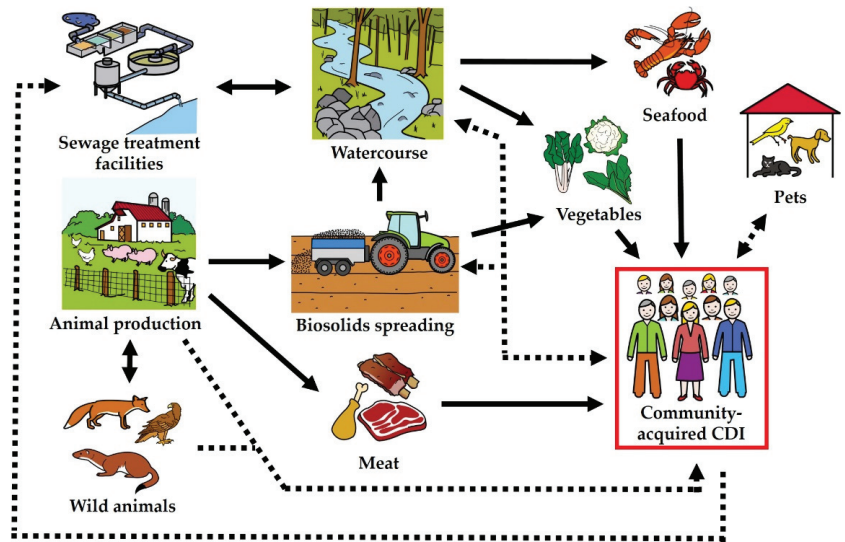 Sewage treatment
facilities
Watercourse
Seafood
Vegetables
Pets
Animal production
Biosolids spreading
Community-
acquired CDI
Meat
Wild animals